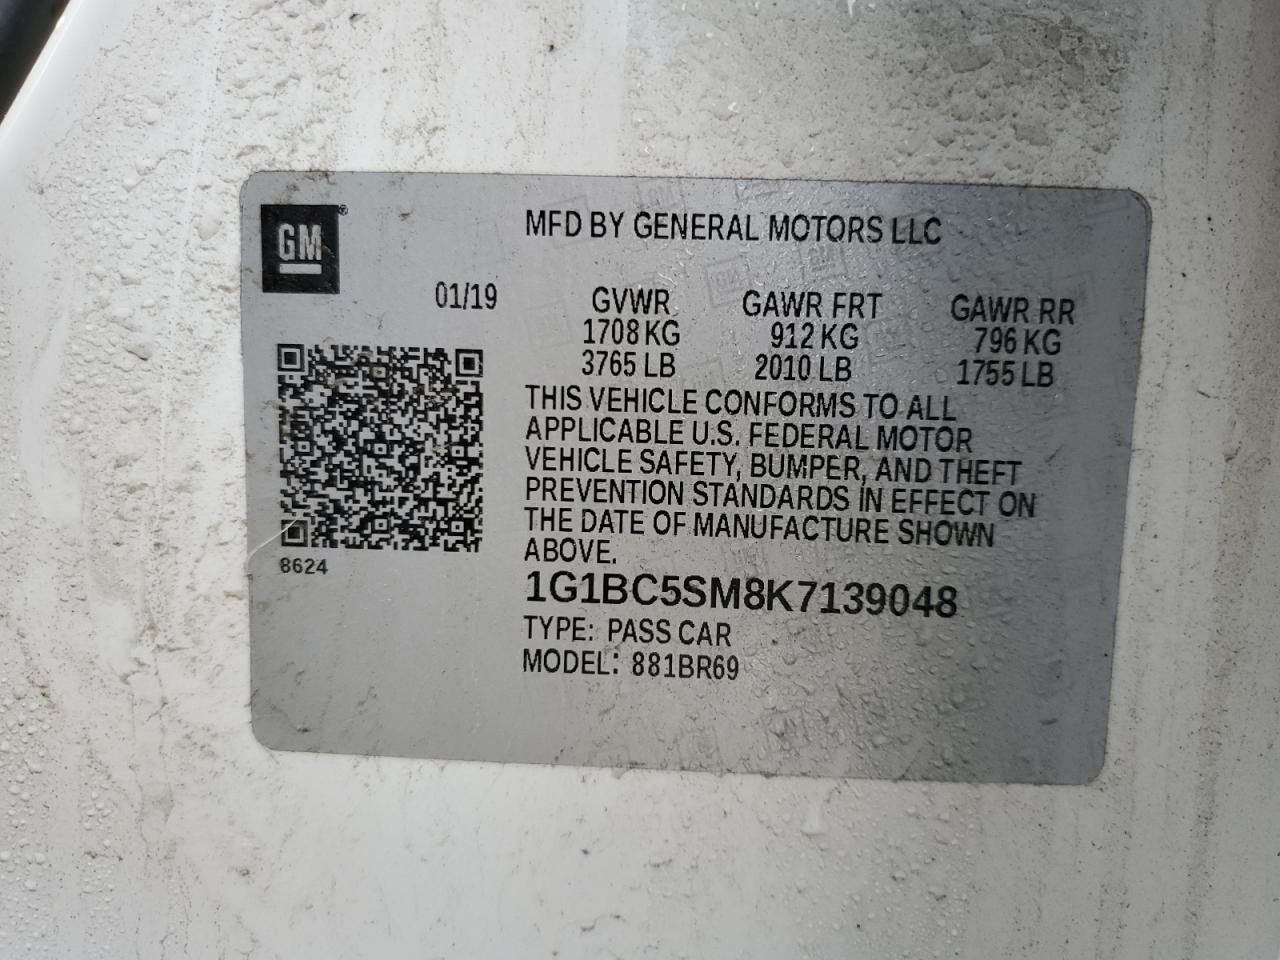 GM
MFD BY GENERAL MOTORS LLC
01/19
GVWR GAWR FRT GAWR RR
1708 KG 912 KG 796 KG
3765 LB 2010 LB 1755 LB
THIS VEHICLE CONFORMS TO ALL
APPLICABLE U.S. FEDERAL MOTOR
VEHICLE SAFETY, BUMPER, AND THEFT
PREVENTION STANDARDS IN EFFECT ON
THE DATE OF MANUFACTURE SHOWN
ABOVE.
8624
1G1BC5SM8K7139048
TYPE: PASS CAR
MODEL: 881BR69